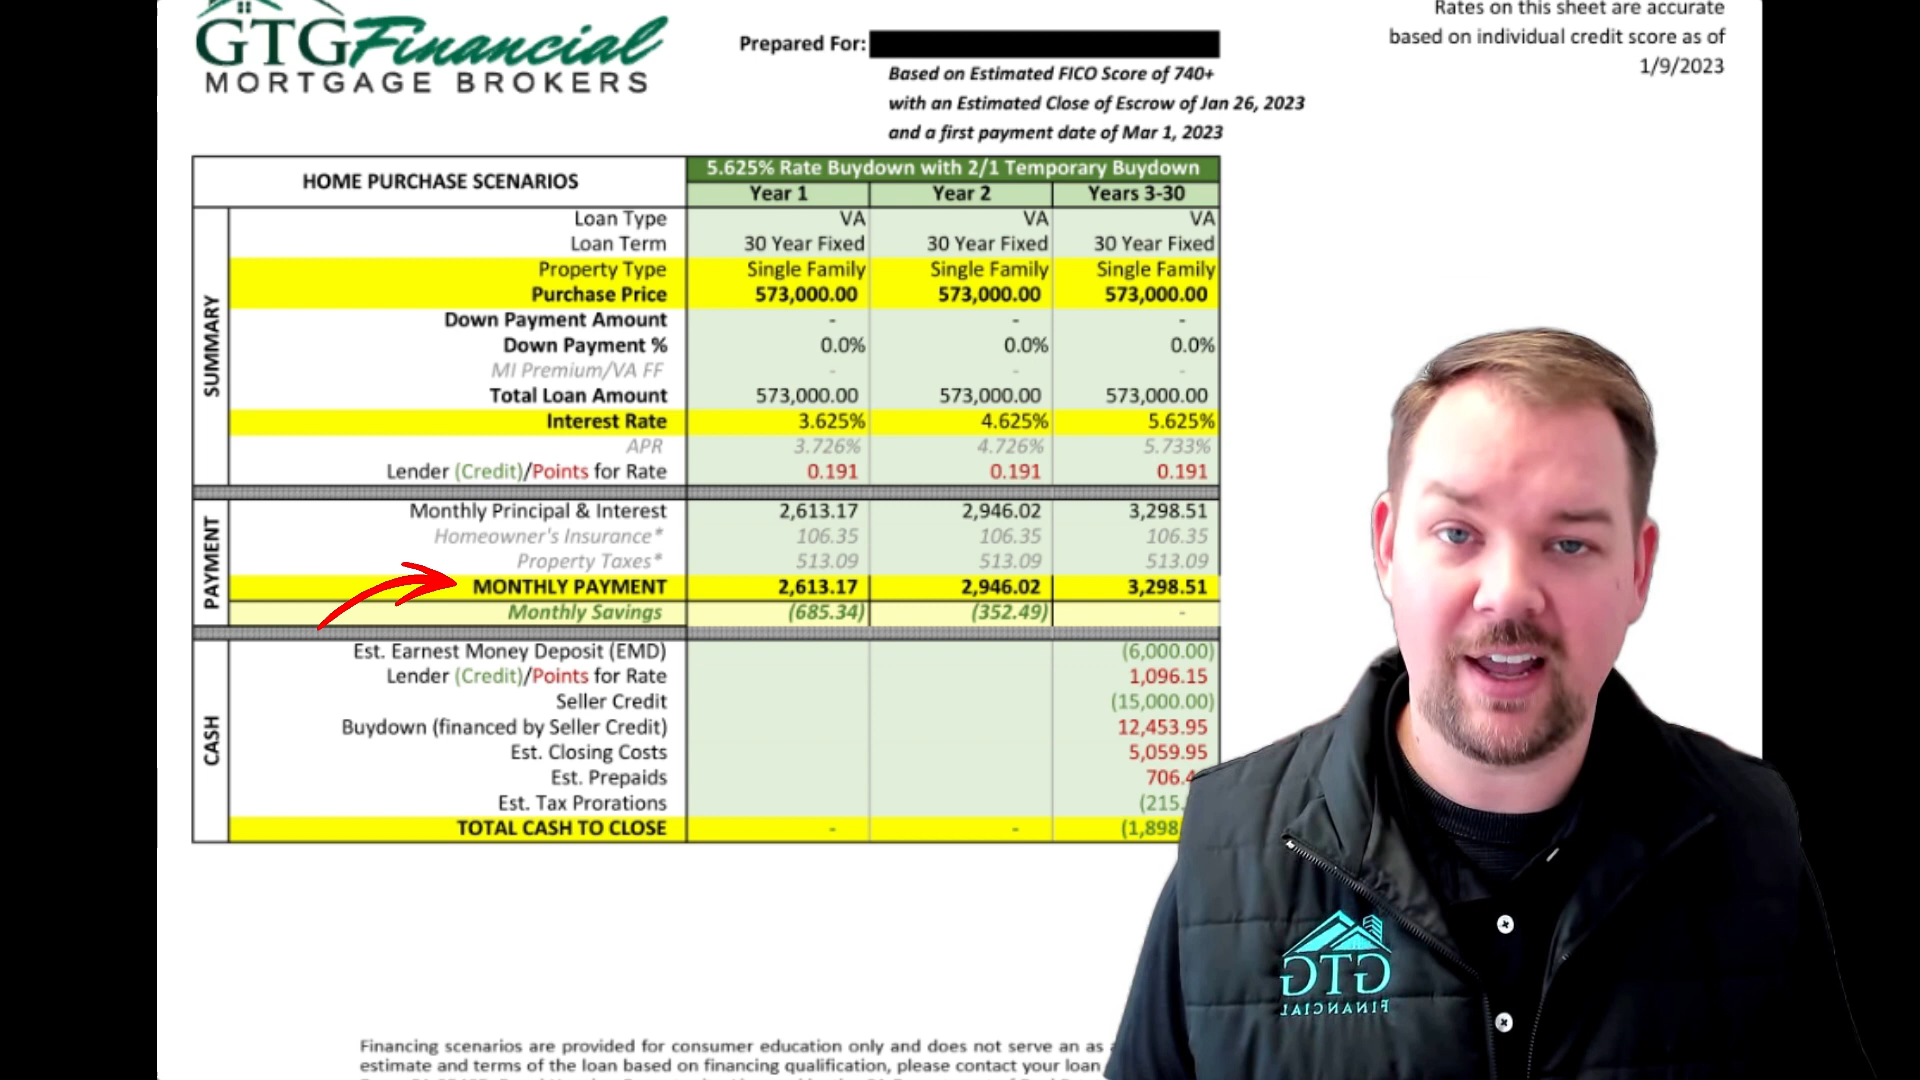 GTG Financial
MORTGAGE BROKERS
Prepared For:
Based on Estimated FICO Score of 740+
with an Estimated Close of Escrow of Jan 26, 2023
and a first payment date of Mar 1, 2023
Rates on this sheet are accurate
based on individual credit score as of
1/9/2023
HOME PURCHASE SCENARIOS
5.625% Rate Buydown with 2/1 Temporary Buydown
Year 1 Year 2 Years 3-30
SUMMARY
Loan Type VA VA VA
Loan Term 30 Year Fixed 30 Year Fixed 30 Year Fixed
Property Type Single Family Single Family Single Family
Purchase Price 573,000.00 573,000.00 573,000.00
Down Payment Amount - - -
Down Payment % 0.0% 0.0% 0.0%
MI Premium/VA FF - - -
Total Loan Amount 573,000.00 573,000.00 573,000.00
Interest Rate 3.625% 4.625% 5.625%
APR 3.726% 4.726% 5.733%
Lender (Credit)/Points for Rate 0.191 0.191 0.191
PAYMENT
Monthly Principal & Interest 2,613.17 2,946.02 3,298.51
Homeowner's Insurance* 106.35 106.35 106.35
Property Taxes* 513.09 513.09 513.09
MONTHLY PAYMENT 2,613.17 2,946.02 3,298.51
Monthly Savings (685.34) (352.49) -
CASH
Est. Earnest Money Deposit (EMD) (6,000.00)
Lender (Credit)/Points for Rate 1,096.15
Seller Credit (15,000.00)
Buydown (financed by Seller Credit) 12,453.95
Est. Closing Costs 5,059.95
Est. Prepaids 706.4
Est. Tax Prorations (215.
TOTAL CASH TO CLOSE - - (1,898
GTG
FINANCIAL
Financing scenarios are provided for consumer education only and does not serve an as
estimate and terms of the loan based on financing qualification, please contact your loan